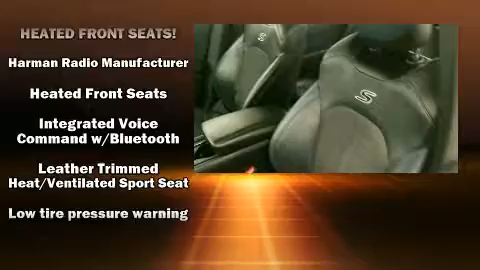 HEATED FRONT SEATS!
Harman Radio Manufacturer
Heated Front Seats
Integrated Voice
Command w/Bluetooth
Leather Trimmed
Heat/Ventilated Sport Seat
Low tire pressure warning
S
S